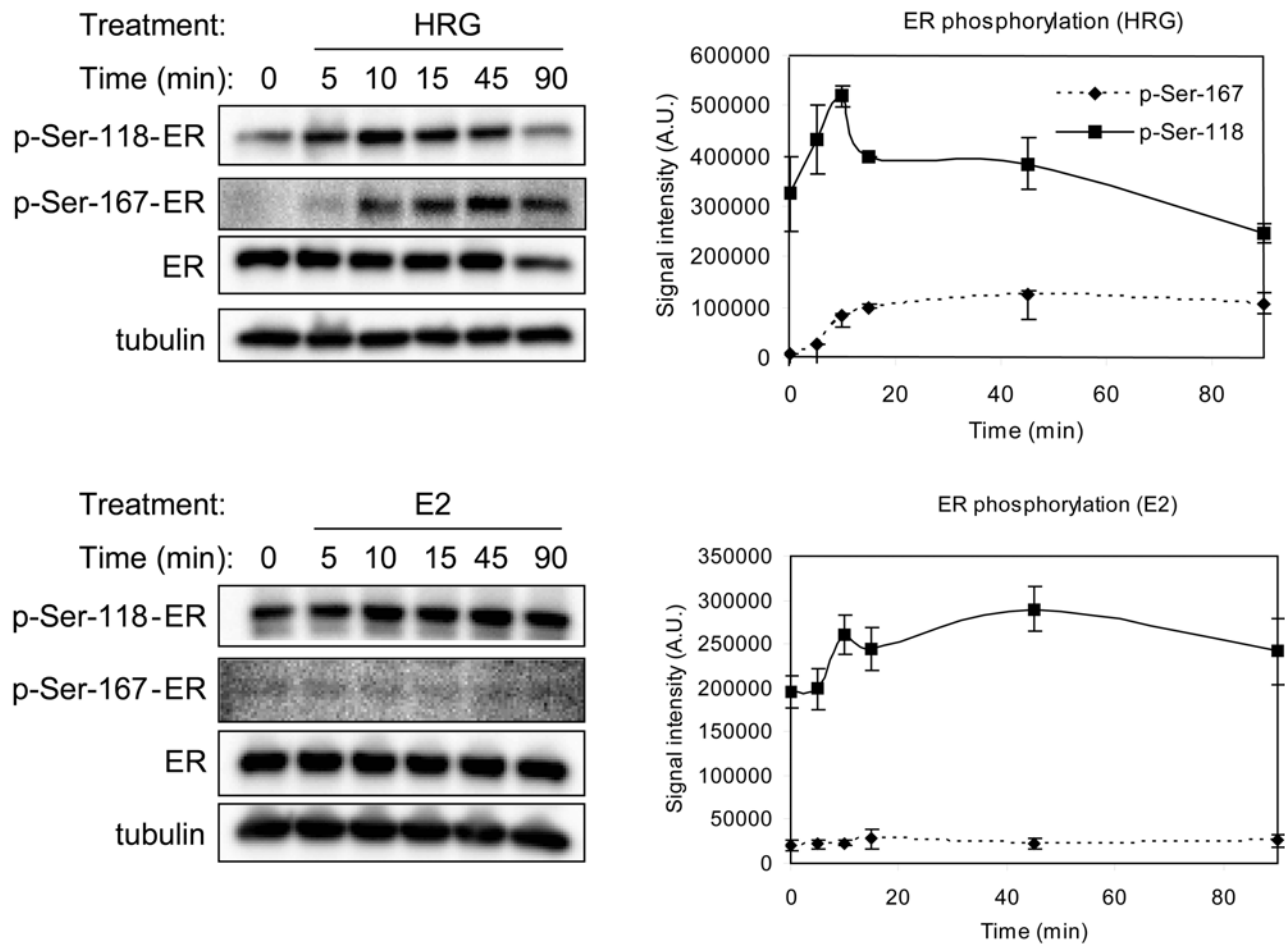 Treatment: HRG
Time (min): 0 5 10 15 45 90
p-Ser-118-ER
p-Ser-167-ER
ER
tubulin
ER phosphorylation (HRG)
600000
500000
400000
300000
200000
100000
0
Signal intensity (A.U.)
p-Ser-167
p-Ser-118
0 20 40 60 80
Time (min)
Treatment: E2
Time (min): 0 5 10 15 45 90
p-Ser-118-ER
p-Ser-167-ER
ER
tubulin
ER phosphorylation (E2)
350000
300000
250000
200000
150000
100000
50000
0
Signal intensity (A.U.)
0 20 40 60 80
Time (min)